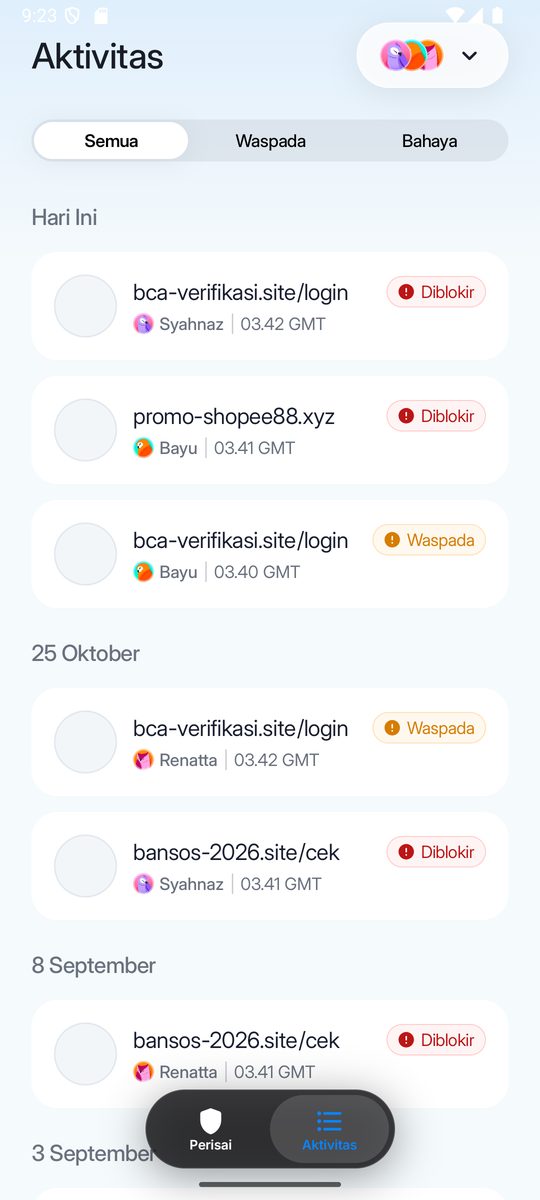 9:23
Aktivitas
Semua Waspada Bahaya
Hari Ini
bca-verifikasi.site/login Diblokir
Syahnaz | 03.42 GMT
promo-shopee88.xyz Diblokir
Bayu | 03.41 GMT
bca-verifikasi.site/login Waspada
Bayu | 03.40 GMT
25 Oktober
bca-verifikasi.site/login Waspada
Renatta | 03.42 GMT
bansos-2026.site/cek Diblokir
Syahnaz | 03.41 GMT
8 September
bansos-2026.site/cek Diblokir
Renatta | 03.41 GMT
3 September
Perisai Aktivitas